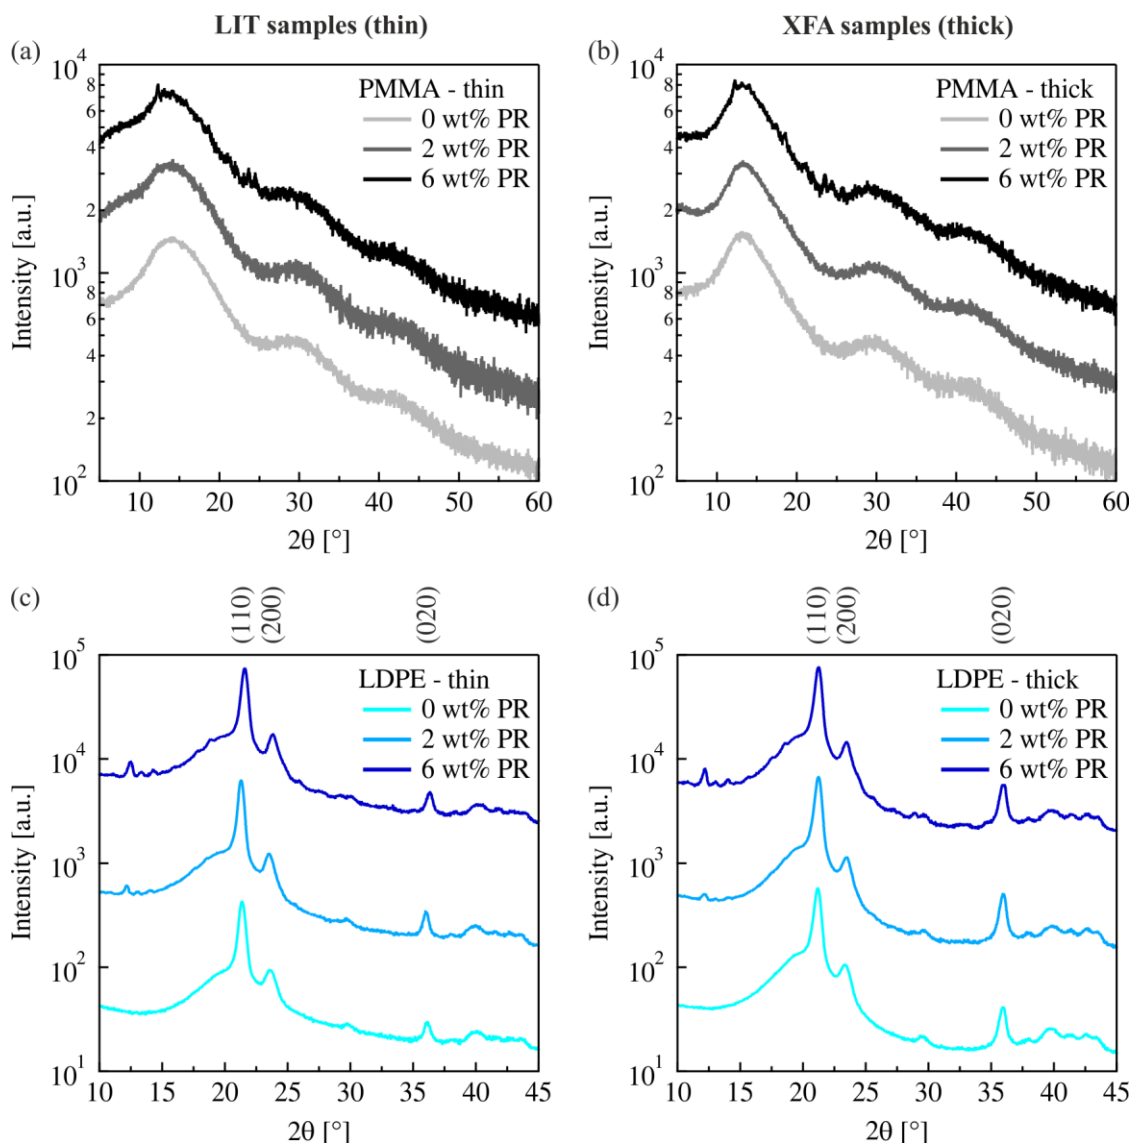 LIT samples (thin)
XFA samples (thick)
(a)
10^4
8
6
4
2
10^3
8
6
4
2
10^2
Intensity [a.u.]
PMMA - thin
0 wt% PR
2 wt% PR
6 wt% PR
10 20 30 40 50 60
2θ [°]
(b)
10^4
8
6
4
2
10^3
8
6
4
2
10^2
Intensity [a.u.]
PMMA - thick
0 wt% PR
2 wt% PR
6 wt% PR
10 20 30 40 50 60
2θ [°]
(c)
(110)
(200)
(020)
10^5
10^4
10^3
10^2
10^1
Intensity [a.u.]
LDPE - thin
0 wt% PR
2 wt% PR
6 wt% PR
10 15 20 25 30 35 40 45
2θ [°]
(d)
(110)
(200)
(020)
10^5
10^4
10^3
10^2
10^1
Intensity [a.u.]
LDPE - thick
0 wt% PR
2 wt% PR
6 wt% PR
10 15 20 25 30 35 40 45
2θ [°]